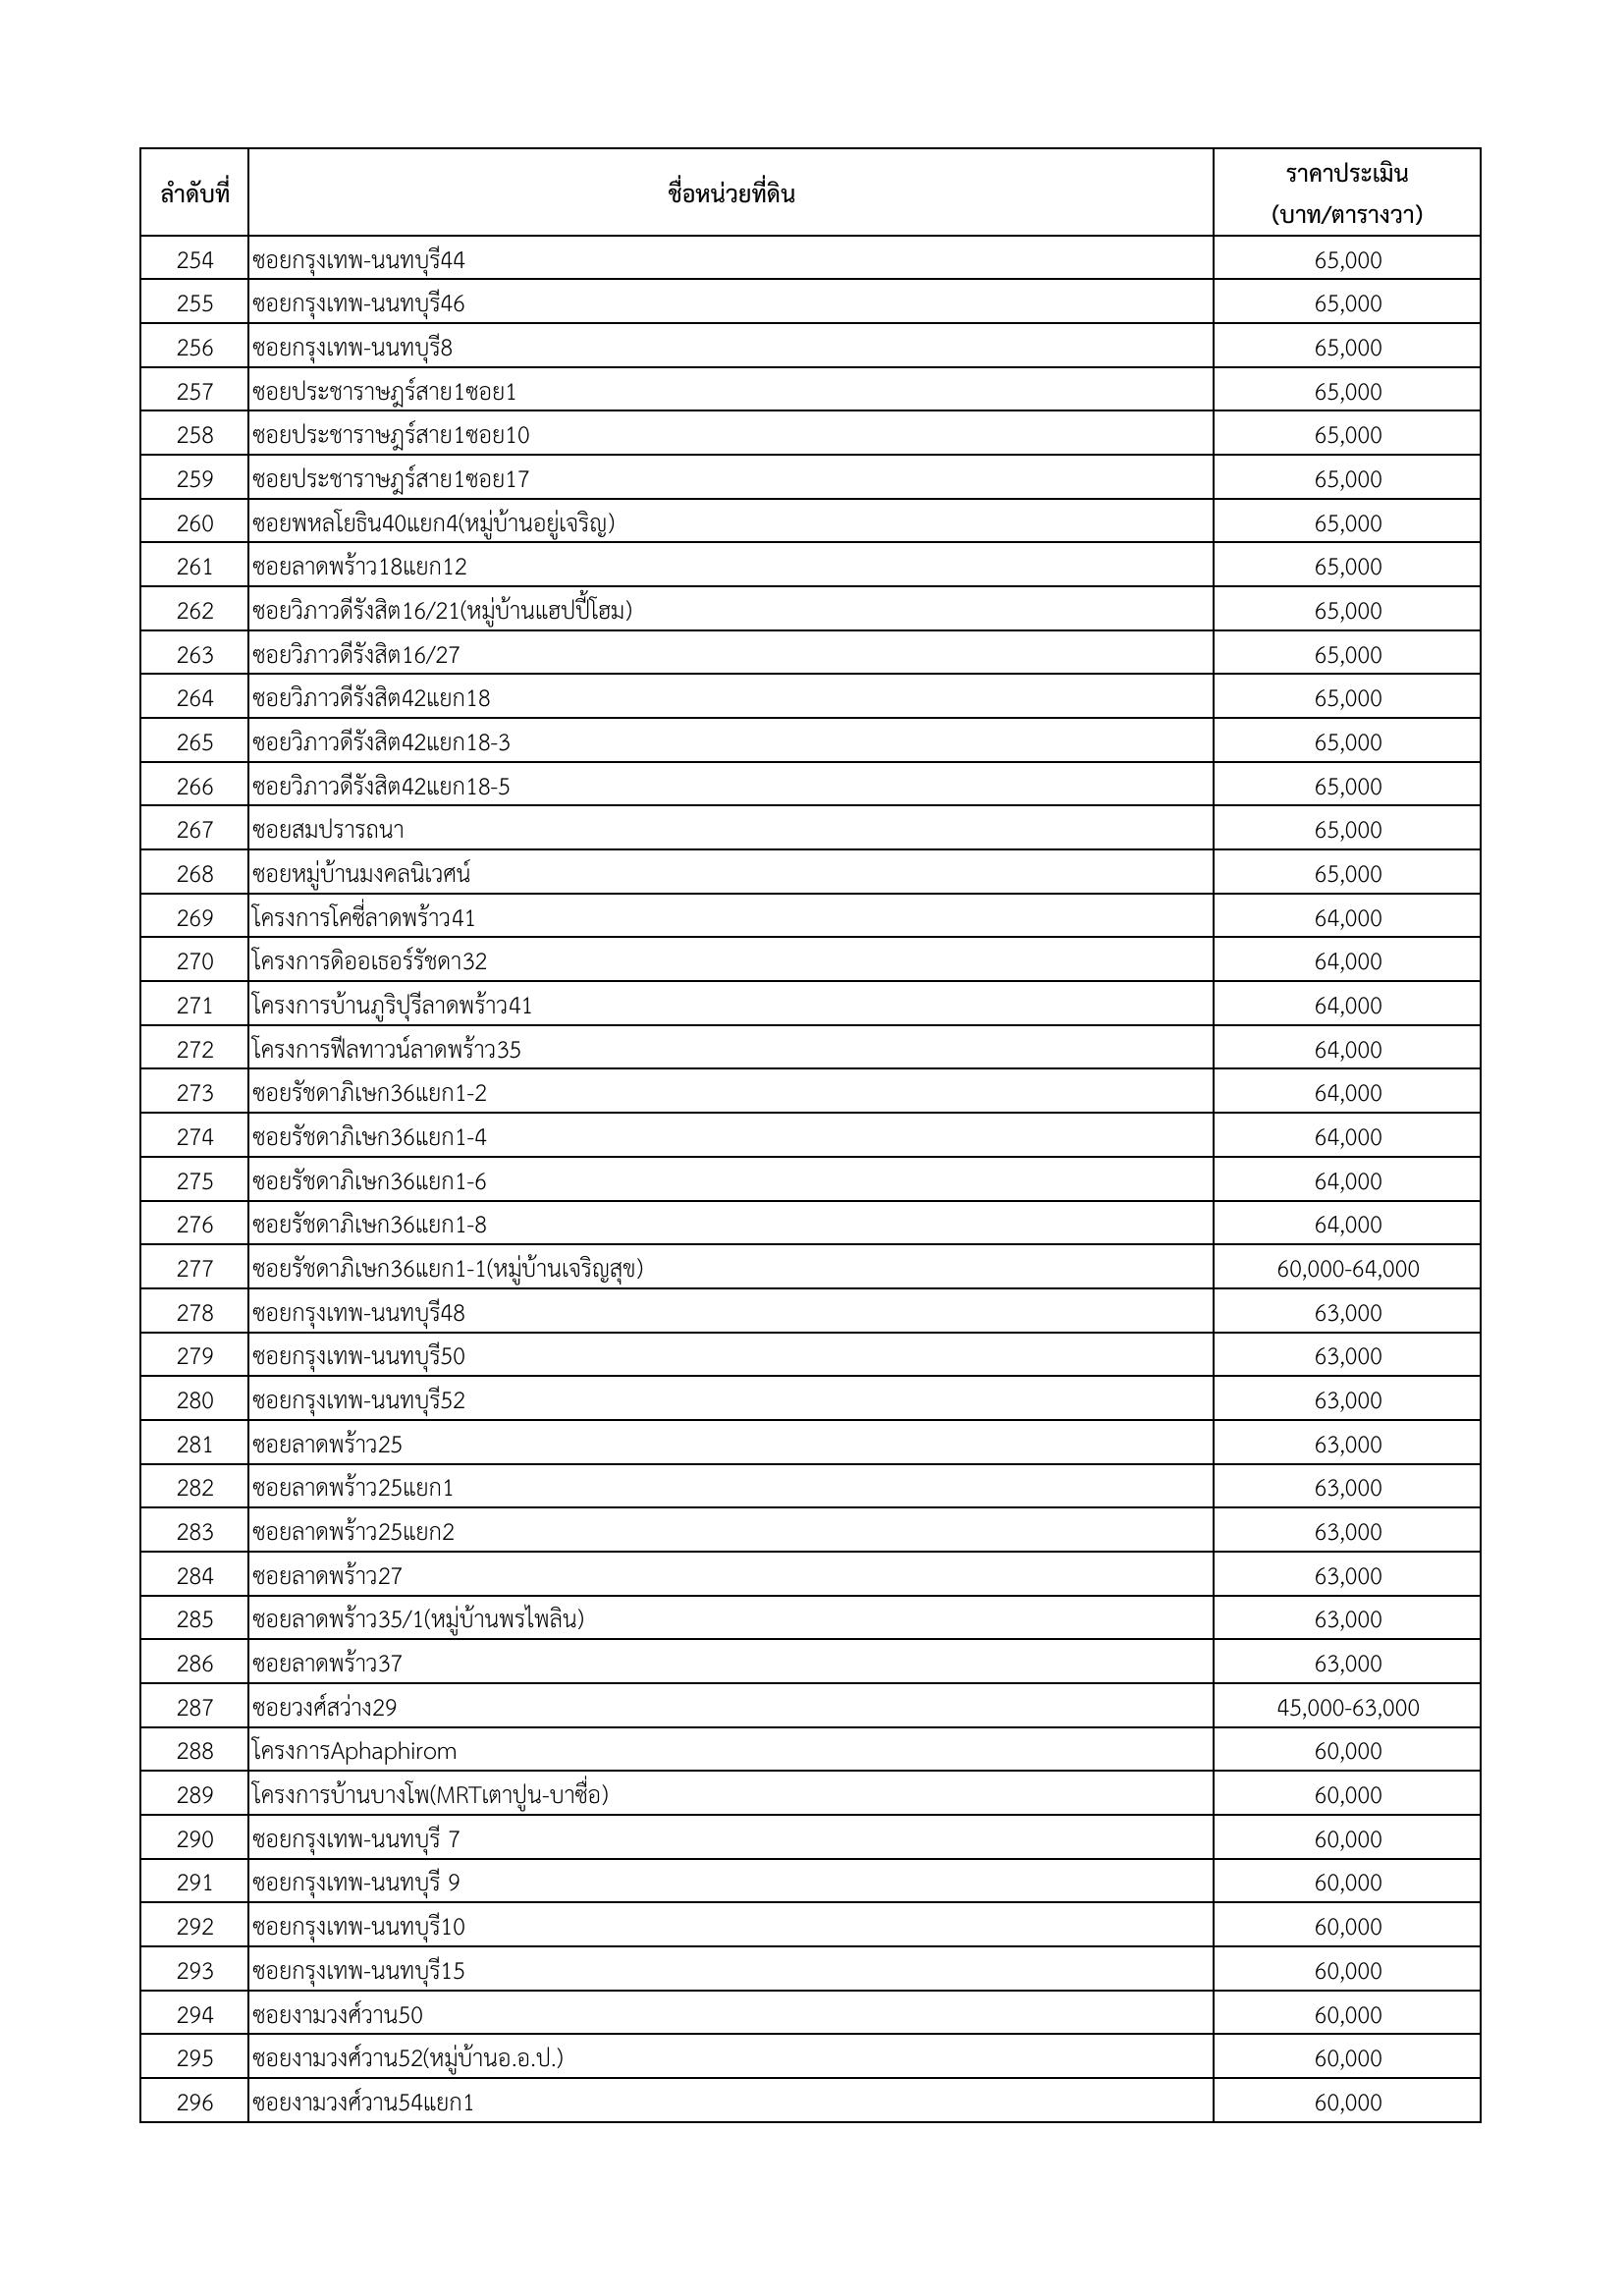 ลำดับที่ ชื่อหน่วยที่ดิน ราคาประเมิน
(บาท/ตารางวา)
254 ซอยกรุงเทพ-นนทบุรี44 65,000
255 ซอยกรุงเทพ-นนทบุรี46 65,000
256 ซอยกรุงเทพ-นนทบุรี8 65,000
257 ซอยประชาราษฎร์สาย1ซอย1 65,000
258 ซอยประชาราษฎร์สาย1ซอย10 65,000
259 ซอยประชาราษฎร์สาย1ซอย17 65,000
260 ซอยพหลโยธิน40แยก4(หมู่บ้านอยู่เจริญ) 65,000
261 ซอยลาดพร้าว18แยก12 65,000
262 ซอยวิภาวดีรังสิต16/21(หมู่บ้านแฮปปี้โฮม) 65,000
263 ซอยวิภาวดีรังสิต16/27 65,000
264 ซอยวิภาวดีรังสิต42แยก18 65,000
265 ซอยวิภาวดีรังสิต42แยก18-3 65,000
266 ซอยวิภาวดีรังสิต42แยก18-5 65,000
267 ซอยสมปรารถนา 65,000
268 ซอยหมู่บ้านมงคลนิเวศน์ 65,000
269 โครงการโคซี่ลาดพร้าว41 64,000
270 โครงการดิออเธอร์รัชดา32 64,000
271 โครงการบ้านภูริปุรีลาดพร้าว41 64,000
272 โครงการฟีลทาวน์ลาดพร้าว35 64,000
273 ซอยรัชดาภิเษก36แยก1-2 64,000
274 ซอยรัชดาภิเษก36แยก1-4 64,000
275 ซอยรัชดาภิเษก36แยก1-6 64,000
276 ซอยรัชดาภิเษก36แยก1-8 64,000
277 ซอยรัชดาภิเษก36แยก1-1(หมู่บ้านเจริญสุข) 60,000-64,000
278 ซอยกรุงเทพ-นนทบุรี48 63,000
279 ซอยกรุงเทพ-นนทบุรี50 63,000
280 ซอยกรุงเทพ-นนทบุรี52 63,000
281 ซอยลาดพร้าว25 63,000
282 ซอยลาดพร้าว25แยก1 63,000
283 ซอยลาดพร้าว25แยก2 63,000
284 ซอยลาดพร้าว27 63,000
285 ซอยลาดพร้าว35/1(หมู่บ้านพรไพลิน) 63,000
286 ซอยลาดพร้าว37 63,000
287 ซอยวงศ์สว่าง29 45,000-63,000
288 โครงการAphaphirom 60,000
289 โครงการบ้านบางโพ(MRTเตาปูน-บาซื่อ) 60,000
290 ซอยกรุงเทพ-นนทบุรี 7 60,000
291 ซอยกรุงเทพ-นนทบุรี 9 60,000
292 ซอยกรุงเทพ-นนทบุรี10 60,000
293 ซอยกรุงเทพ-นนทบุรี15 60,000
294 ซอยงามวงศ์วาน50 60,000
295 ซอยงามวงศ์วาน52(หมู่บ้านอ.อ.ป.) 60,000
296 ซอยงามวงศ์วาน54แยก1 60,000